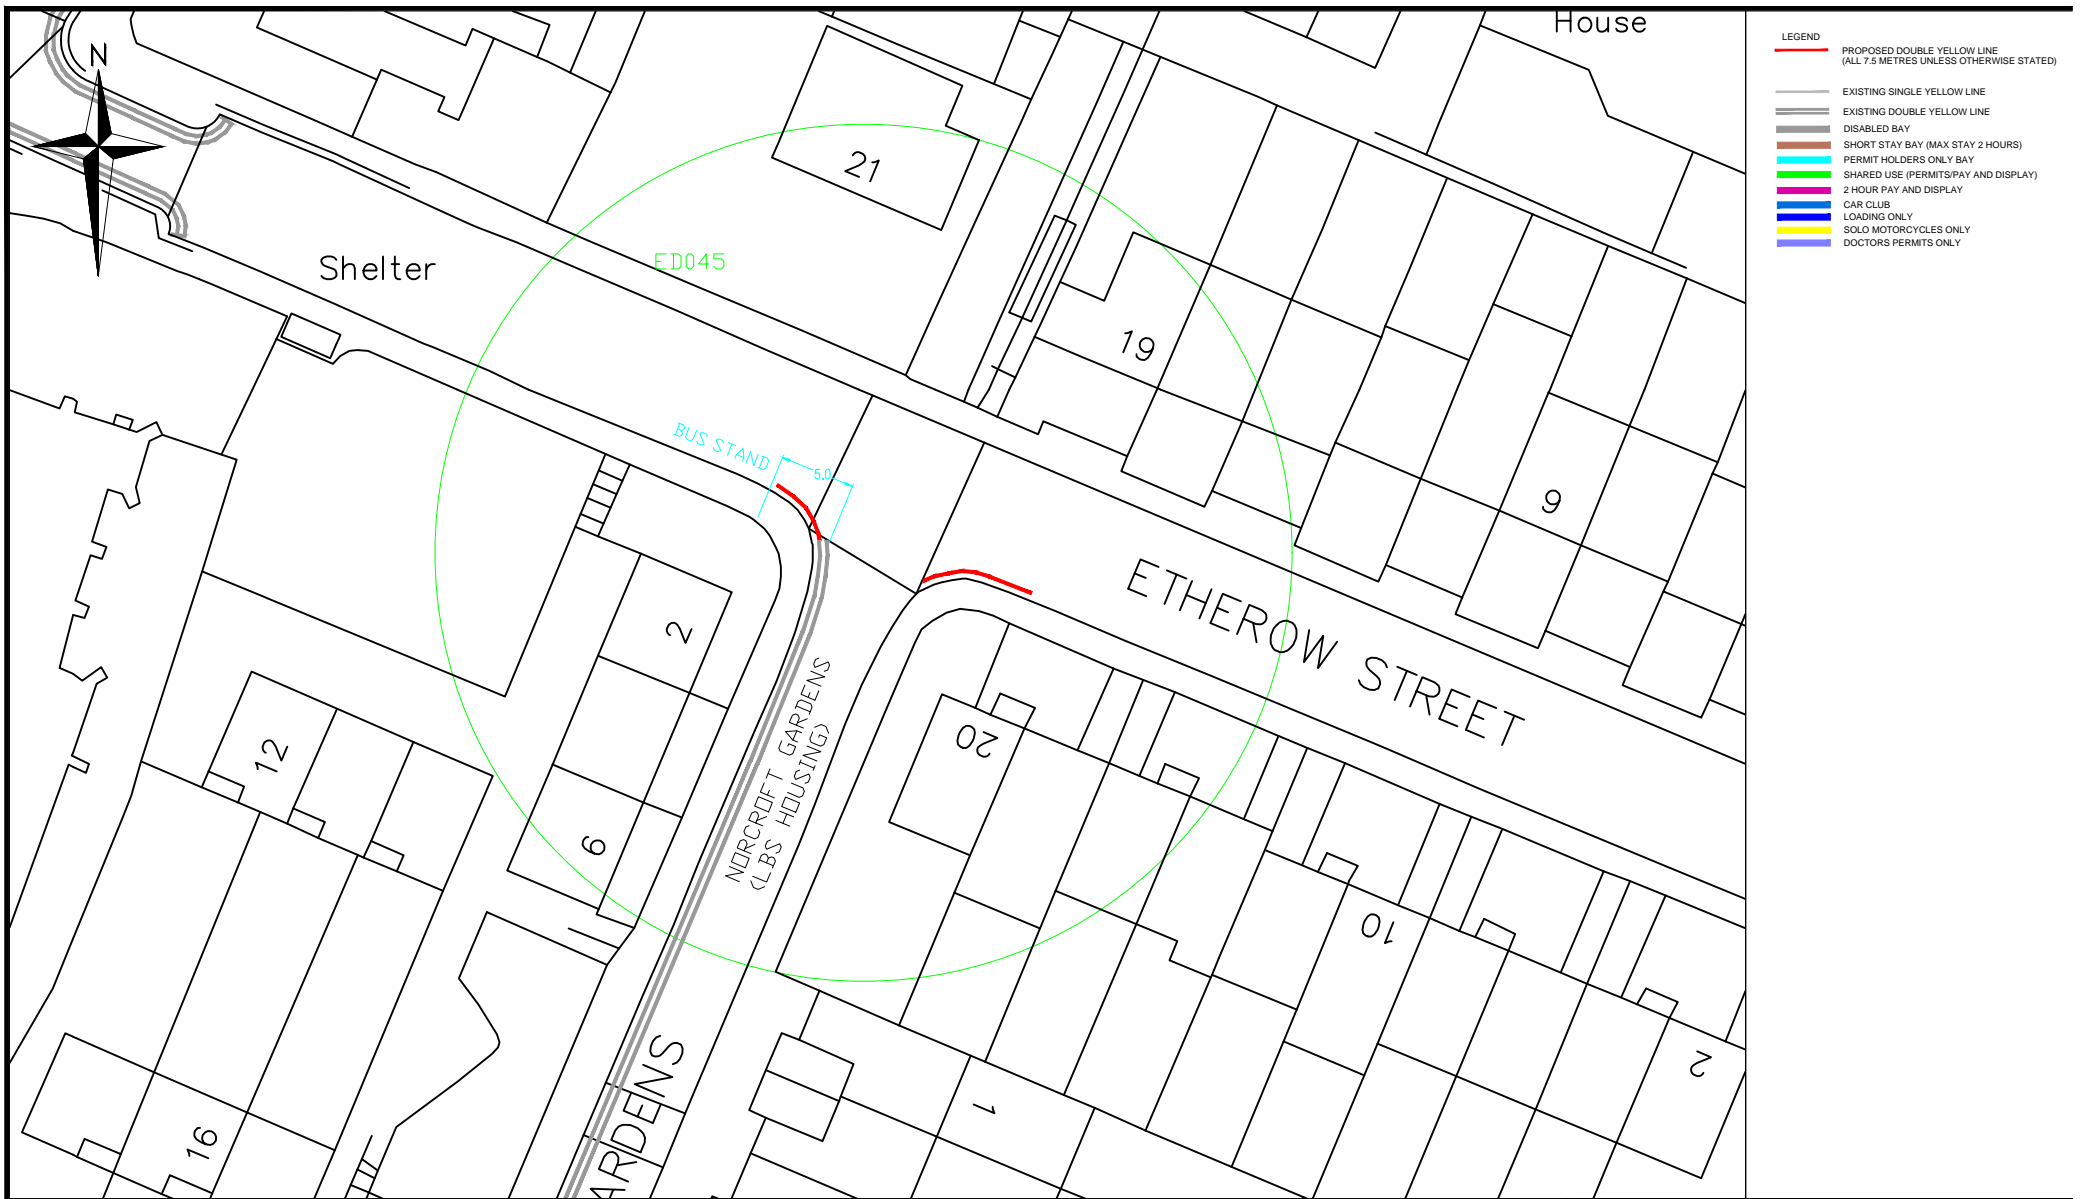 House
N
21
Shelter
ED045
19
BUS STAND
5.0
9
ETHEROW STREET
2
NORCROFT GARDENS
(LBS HOUSING)
20
12
6
10
2
1
16
ARDENS
LEGEND
PROPOSED DOUBLE YELLOW LINE
(ALL 7.5 METRES UNLESS OTHERWISE STATED)
EXISTING SINGLE YELLOW LINE
EXISTING DOUBLE YELLOW LINE
DISABLED BAY
SHORT STAY BAY (MAX STAY 2 HOURS)
PERMIT HOLDERS ONLY BAY
SHARED USE (PERMITS/PAY AND DISPLAY)
2 HOUR PAY AND DISPLAY
CAR CLUB
LOADING ONLY
SOLO MOTORCYCLES ONLY
DOCTORS PERMITS ONLY